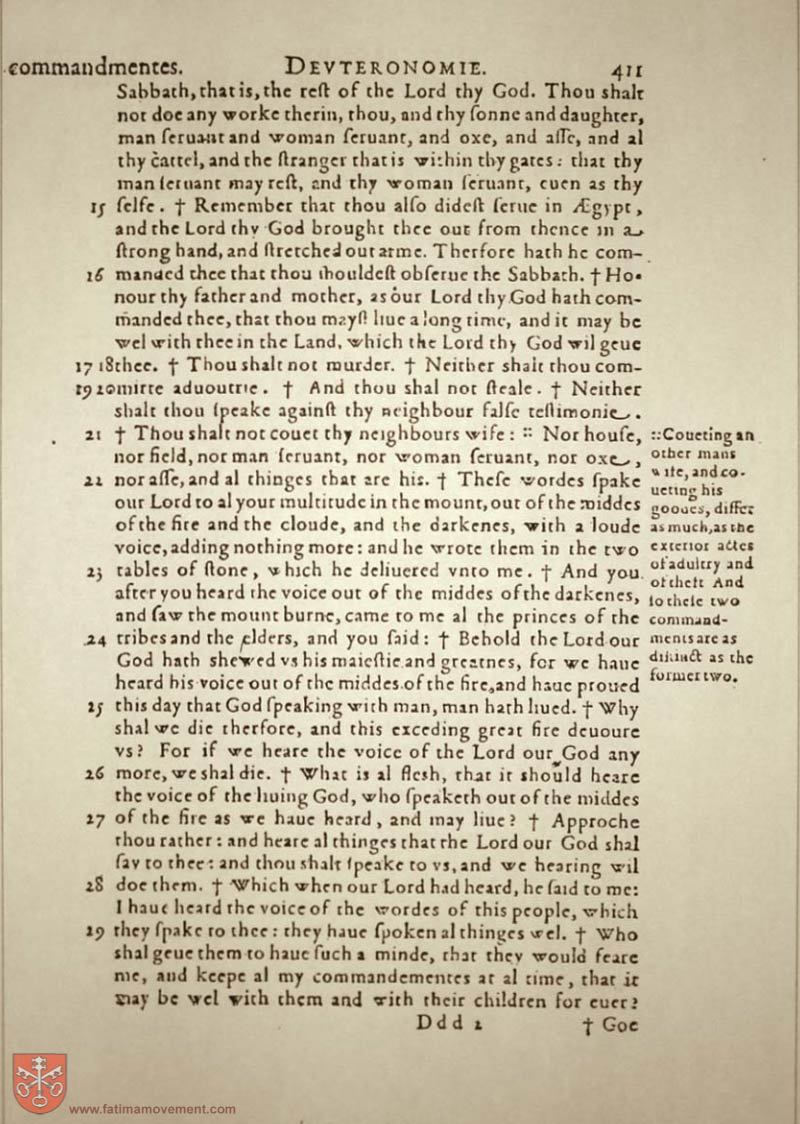 commandmentes. DEVTERONOMIE. 411
Sabbath, that is, the rest of the Lord thy God. Thou shalt
not doe any worke therin, thou, and thy sonne and daughter,
man seruant and woman seruant, and oxe, and asse, and al
thy cattel, and the stranger that is within thy gates: that thy
man seruant may rest, and thy woman seruant, euen as thy
15 selfe. † Remember that thou also didest serue in Ægypt,
and the Lord thy God brought thee out from thence in a
strong hand, and stretched out arme. Therfore hath he com-
16 manded thee that thou shouldest obserue the Sabbath. † Ho-
nour thy father and mother, as our Lord thy God hath com-
manded thee, that thou mayst liue a long time, and it may be
wel with thee in the Land, which the Lord thy God wil geue
17 18 thee. † Thou shalt not murder. † Neither shalt thou com-
19 20 mitte aduoutrie. † And thou shal not steale. † Neither
shalt thou speake against thy neighbour false testimonie.
21 † Thou shalt not couet thy neighbours wife: :: Nor house,
nor field, nor man seruant, nor woman seruant, nor oxe,
22 nor asse, and al thinges that are his. † These wordes spake
our Lord to al your multitude in the mount, out of the middes
of the fire and the cloude, and the darkenes, with a loude
voice, adding nothing more: and he wrote them in the two
23 tables of stone, which he deliuered vnto me. † And you
after you heard the voice out of the middes of the darkenes,
and saw the mount burne, came to me al the princes of the
24 tribes and the elders, and you said: † Behold the Lord our
God hath shewed vs his maiestie and greatnes, for we haue
heard his voice out of the middes of the fire, and haue proued
25 this day that God speaking with man, man hath liued. † Why
shal we die therfore, and this exceding great fire deuoure
vs? For if we heare the voice of the Lord our God any
26 more, we shal die. † What is al flesh, that it should heare
the voice of the liuing God, who speaketh out of the middes
27 of the fire as we haue heard, and may liue? † Approche
thou rather: and heare al thinges that the Lord our God shal
say to thee: and thou shalt speake to vs, and we hearing wil
28 doe them. † Which when our Lord had heard, he said to me:
I haue heard the voice of the wordes of this people, which
29 they spake to thee: they haue spoken al thinges wel. † Who
shal geue them to haue such a minde, that they would feare
me, and keepe al my commandementes at al time, that it
may be wel with them and with their children for euer?
Ddd 2 † Goe
::Coueting an
other mans
wife, and co-
ueting his
goodes, differ
as much, as the
exterior actes
of adultry and
of theft And
so these two
command-
ments are as
distinct as the
former two.
www.fatimamovement.com